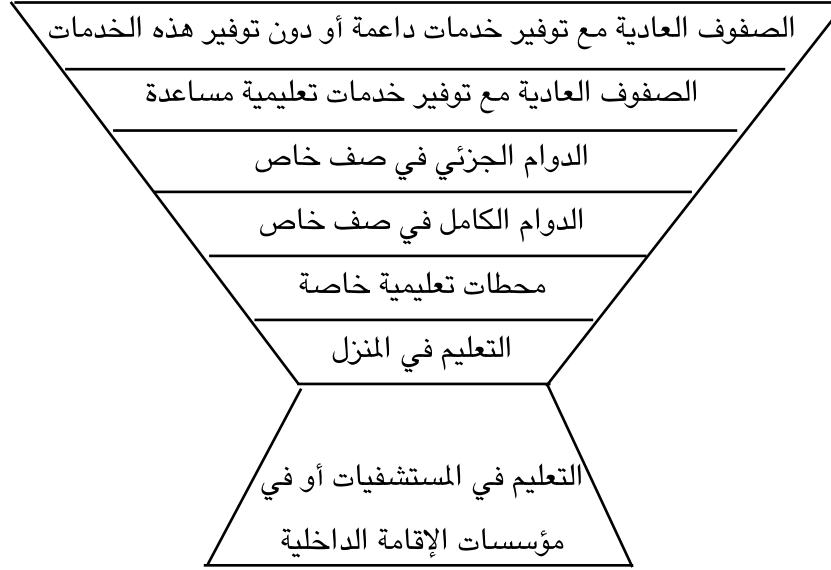 الصفوف العادية مع توفير خدمات داعمة أو دون توفير هذه الخدمات
الصفوف العادية مع توفير خدمات تعليمية مساعدة
الدوام الجزئي في صف خاص
الدوام الكامل في صف خاص
محطات تعليمية خاصة
التعليم في المنزل
التعليم في المستشفيات أو في
مؤسسات الإقامة الداخلية